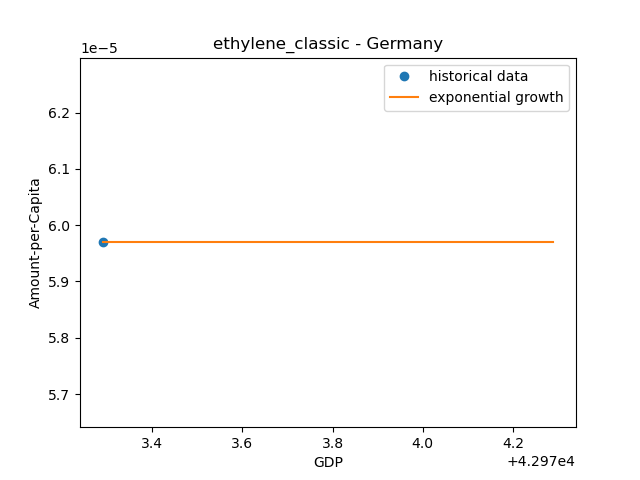 ethylene_classic - Germany
1e−5
historical data
exponential growth
6.2
6.1
6.0
5.9
5.8
5.7
Amount-per-Capita
3.4 3.6 3.8 4.0 4.2
GDP
+4.297e4